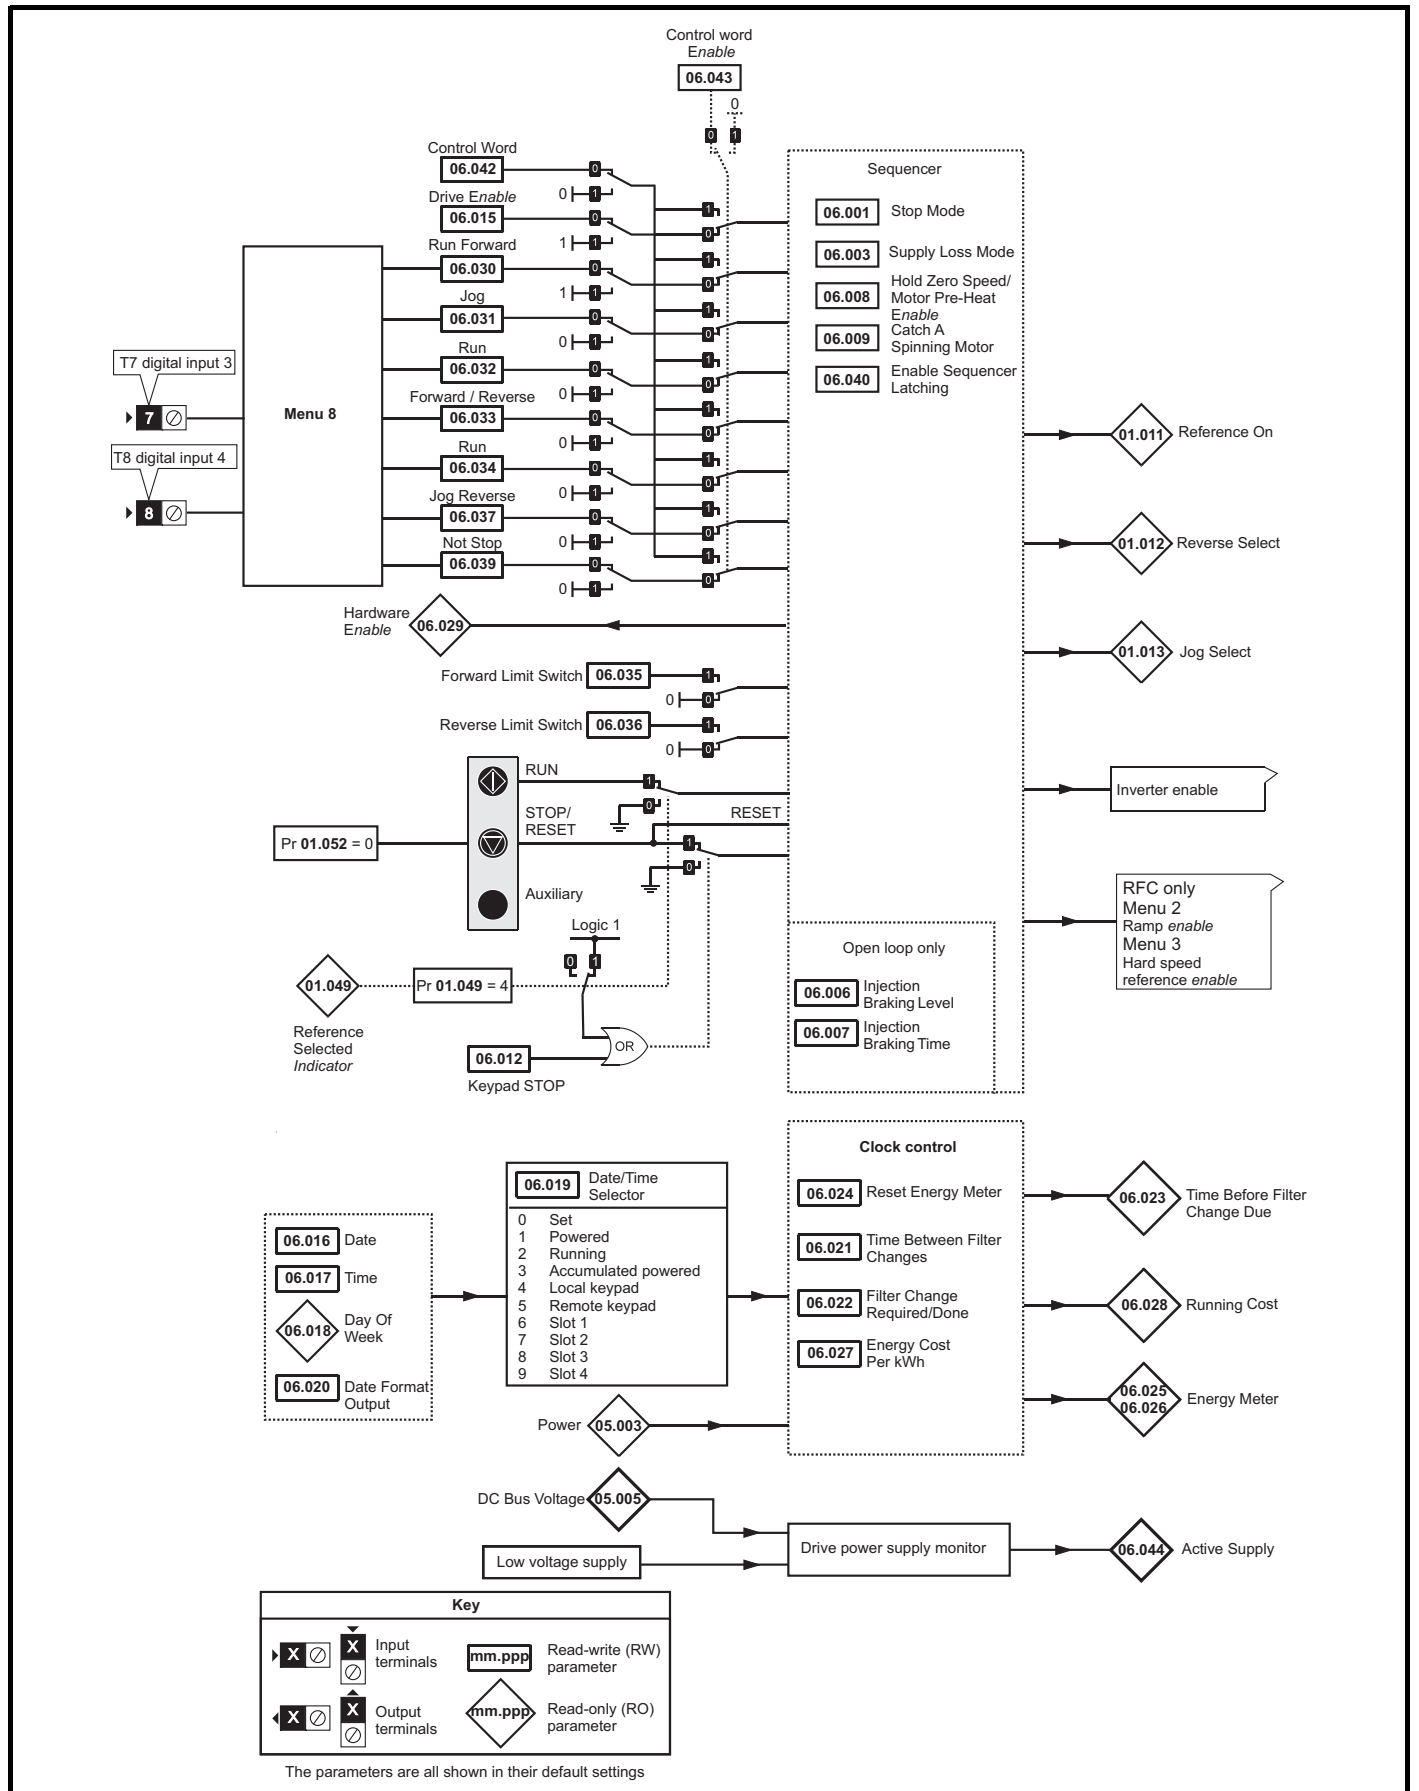 Control word
Enable
06.043
0
0 1
Control Word
06.042
0
0 1
Drive Enable
06.015
0
1 1
Run Forward
06.030
0
1 1
Jog
06.031
0
0 1
Run
06.032
0
0 1
Forward / Reverse
06.033
0
0 1
Run
06.034
0
0 1
Jog Reverse
06.037
0
0 1
Not Stop
06.039
0
0 1
1
0
1
0
1
0
1
0
1
0
1
0
1
0
1
0
T7 digital input 3
7
T8 digital input 4
8
Menu 8
Sequencer
06.001 Stop Mode
06.003 Supply Loss Mode
06.008 Hold Zero Speed/
Motor Pre-Heat
Enable
06.009 Catch A
Spinning Motor
06.040 Enable Sequencer
Latching
01.011 Reference On
01.012 Reverse Select
01.013 Jog Select
Hardware
Enable
06.029
Forward Limit Switch 06.035 1
0 0
Reverse Limit Switch 06.036 1
0 0
RUN
1
0
STOP/
RESET
RESET
1
0
Pr 01.052 = 0
Auxiliary
Logic 1
0 1
01.049
Pr 01.049 = 4
Reference
Selected
Indicator
06.012
Keypad STOP
OR
Inverter enable
RFC only
Menu 2
Ramp enable
Menu 3
Hard speed
reference enable
Open loop only
06.006 Injection
Braking Level
06.007 Injection
Braking Time
06.016 Date
06.017 Time
06.018 Day Of
Week
06.020 Date Format
Output
06.019 Date/Time
Selector
0 Set
1 Powered
2 Running
3 Accumulated powered
4 Local keypad
5 Remote keypad
6 Slot 1
7 Slot 2
8 Slot 3
9 Slot 4
Clock control
06.024 Reset Energy Meter
06.021 Time Between Filter
Changes
06.022 Filter Change
Required/Done
06.027 Energy Cost
Per kWh
06.023 Time Before Filter
Change Due
06.028 Running Cost
06.025
06.026
Energy Meter
Power 05.003
DC Bus Voltage 05.005
Low voltage supply
Drive power supply monitor
06.044 Active Supply
Key
X
X
Input
terminals
mm.ppp
Read-write (RW)
parameter
X
X
Output
terminals
mm.ppp
Read-only (RO)
parameter
The parameters are all shown in their default settings